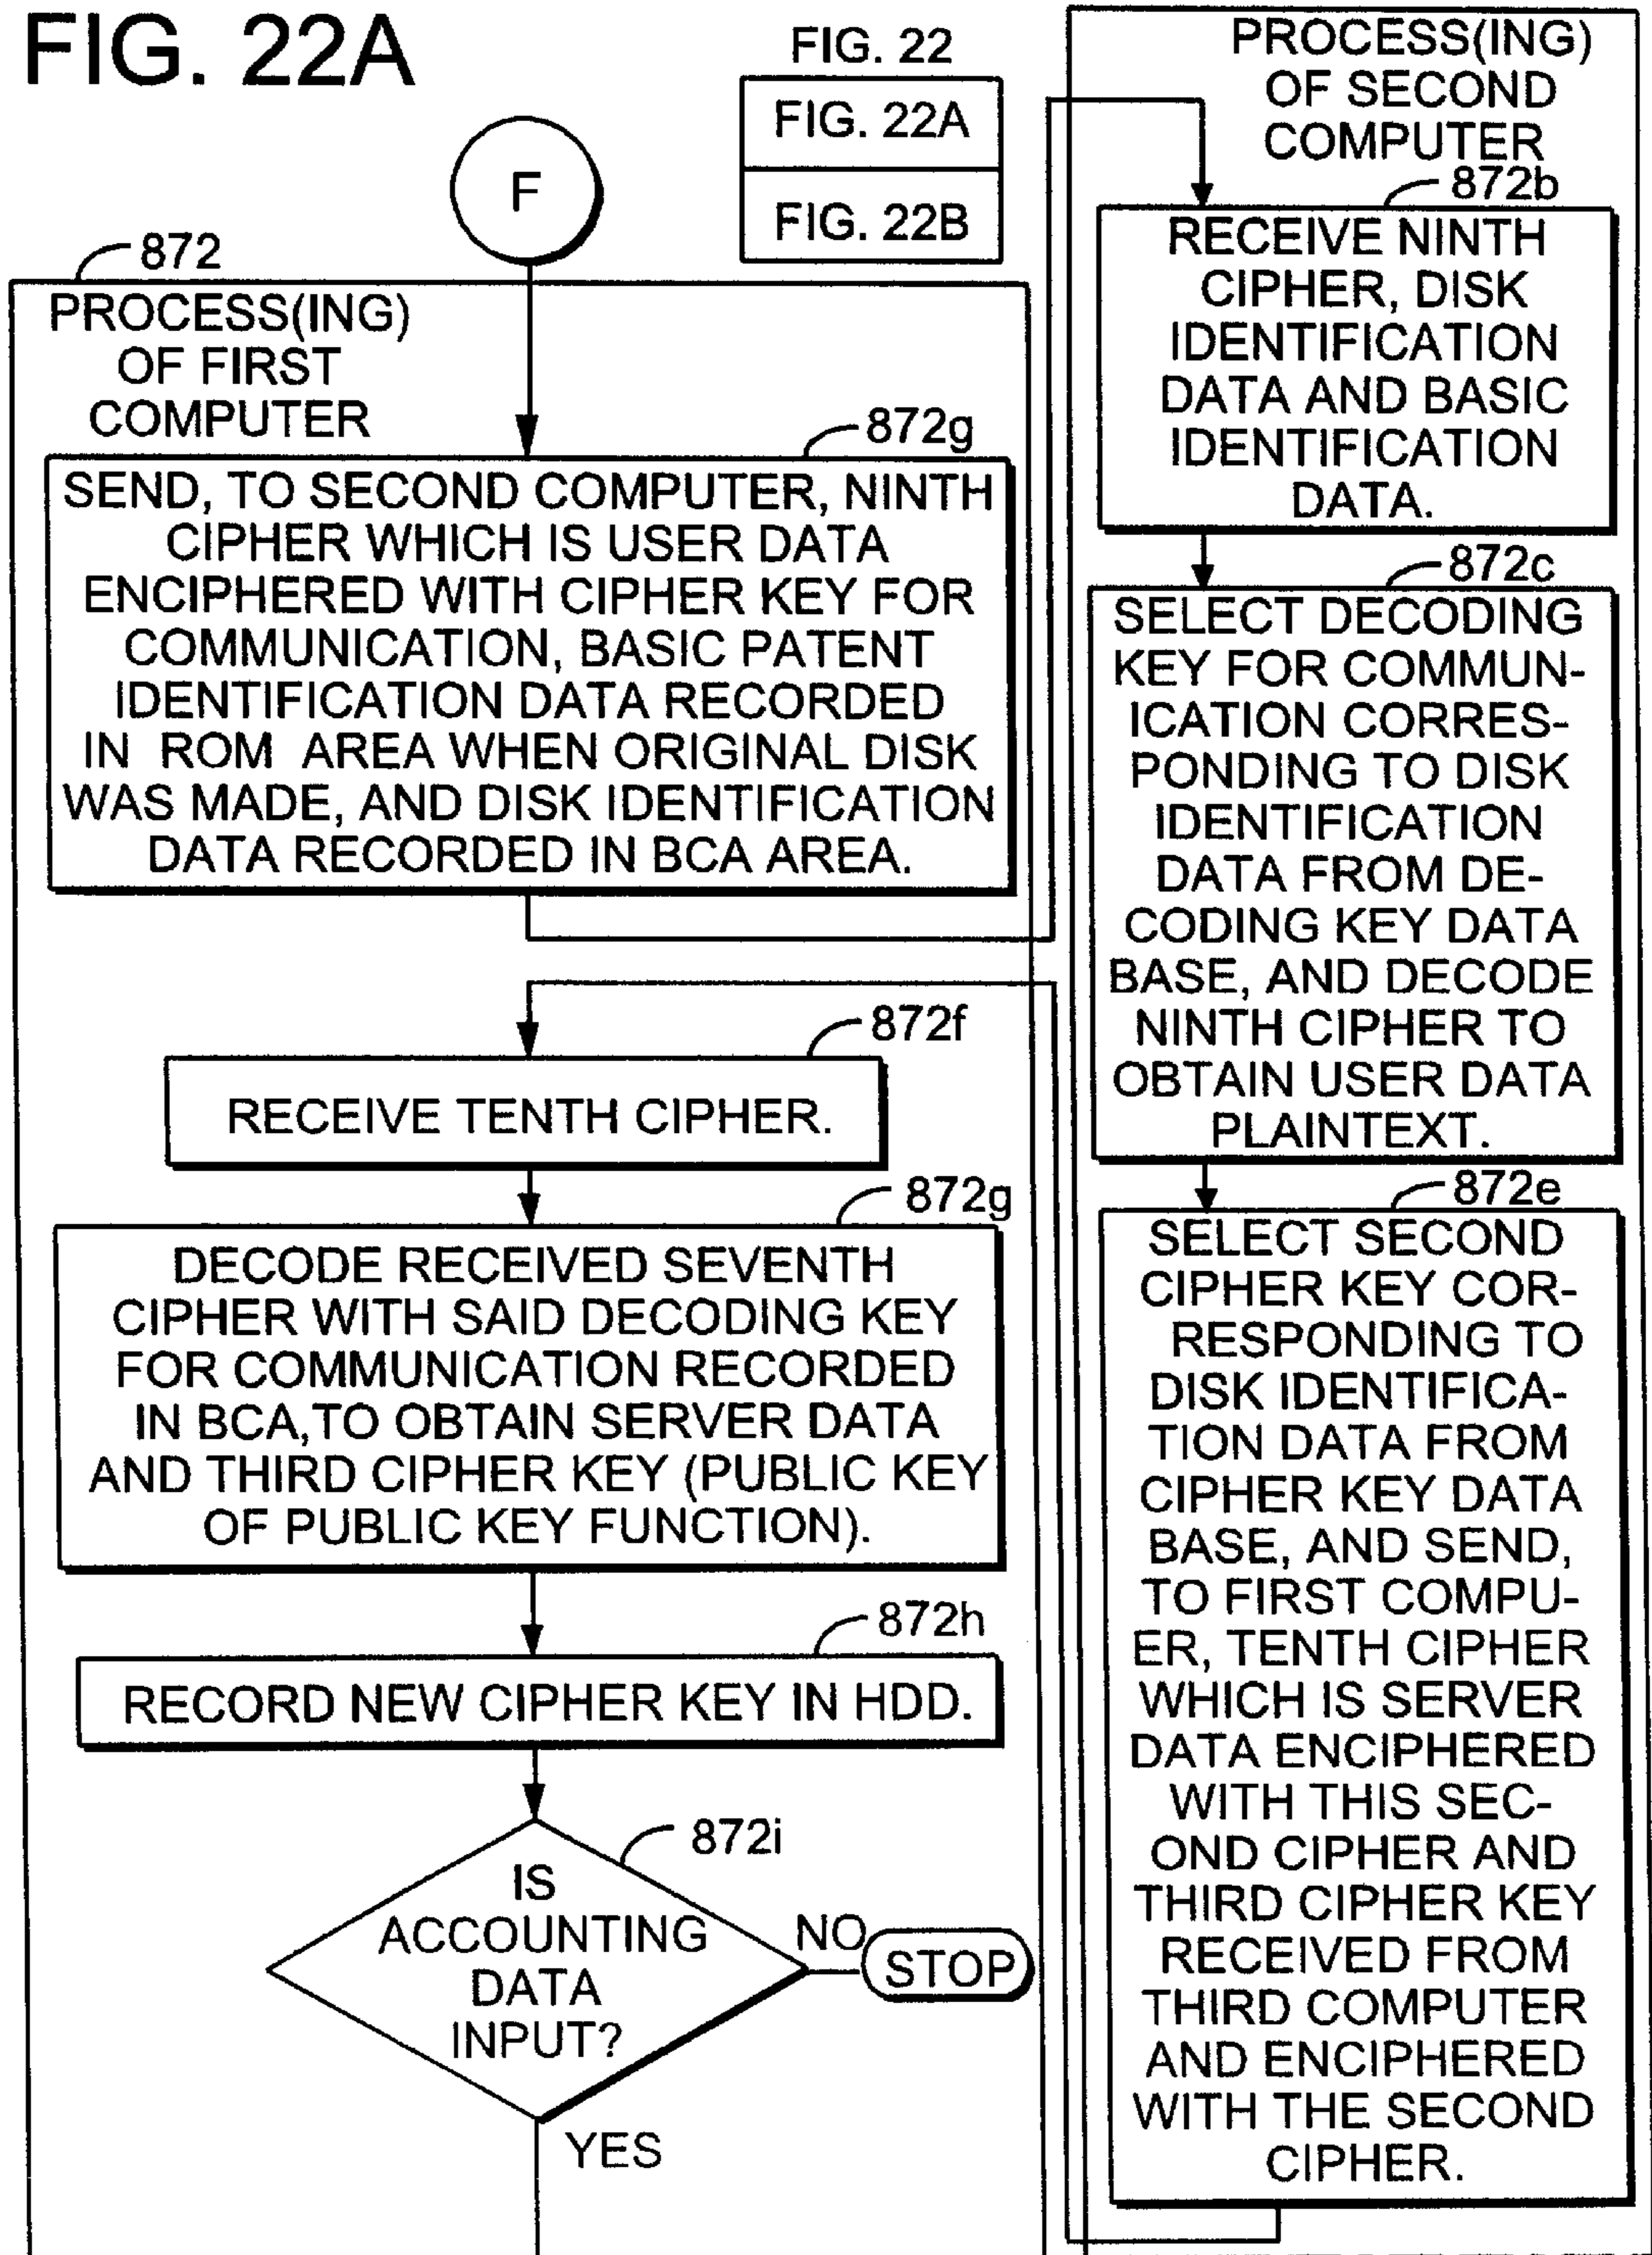 FIG. 22A
FIG. 22
FIG. 22A
FIG. 22B
F
872
PROCESS(ING)
OF FIRST
COMPUTER
872g
SEND, TO SECOND COMPUTER, NINTH
CIPHER WHICH IS USER DATA
ENCIPHERED WITH CIPHER KEY FOR
COMMUNICATION, BASIC PATENT
IDENTIFICATION DATA RECORDED
IN ROM AREA WHEN ORIGINAL DISK
WAS MADE, AND DISK IDENTIFICATION
DATA RECORDED IN BCA AREA.
872f
RECEIVE TENTH CIPHER.
872g
DECODE RECEIVED SEVENTH
CIPHER WITH SAID DECODING KEY
FOR COMMUNICATION RECORDED
IN BCA,TO OBTAIN SERVER DATA
AND THIRD CIPHER KEY (PUBLIC KEY
OF PUBLIC KEY FUNCTION).
872h
RECORD NEW CIPHER KEY IN HDD.
872i
IS
ACCOUNTING
DATA
INPUT?
NO
STOP
YES
PROCESS(ING)
OF SECOND
COMPUTER
872b
RECEIVE NINTH
CIPHER, DISK
IDENTIFICATION
DATA AND BASIC
IDENTIFICATION
DATA.
872c
SELECT DECODING
KEY FOR COMMUN-
ICATION CORRES-
PONDING TO DISK
IDENTIFICATION
DATA FROM DE-
CODING KEY DATA
BASE, AND DECODE
NINTH CIPHER TO
OBTAIN USER DATA
PLAINTEXT.
872e
SELECT SECOND
CIPHER KEY COR-
RESPONDING TO
DISK IDENTIFICA-
TION DATA FROM
CIPHER KEY DATA
BASE, AND SEND,
TO FIRST COMPU-
ER, TENTH CIPHER
WHICH IS SERVER
DATA ENCIPHERED
WITH THIS SEC-
OND CIPHER AND
THIRD CIPHER KEY
RECEIVED FROM
THIRD COMPUTER
AND ENCIPHERED
WITH THE SECOND
CIPHER.